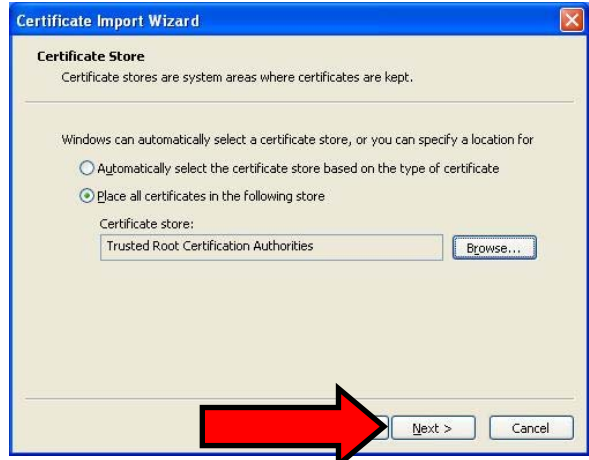 Certificate Import Wizard
Certificate Store
Certificate stores are system areas where certificates are kept.
Windows can automatically select a certificate store, or you can specify a location for
Automatically select the certificate store based on the type of certificate
Place all certificates in the following store
Certificate store:
Trusted Root Certification Authorities
Browse...
Next >
Cancel